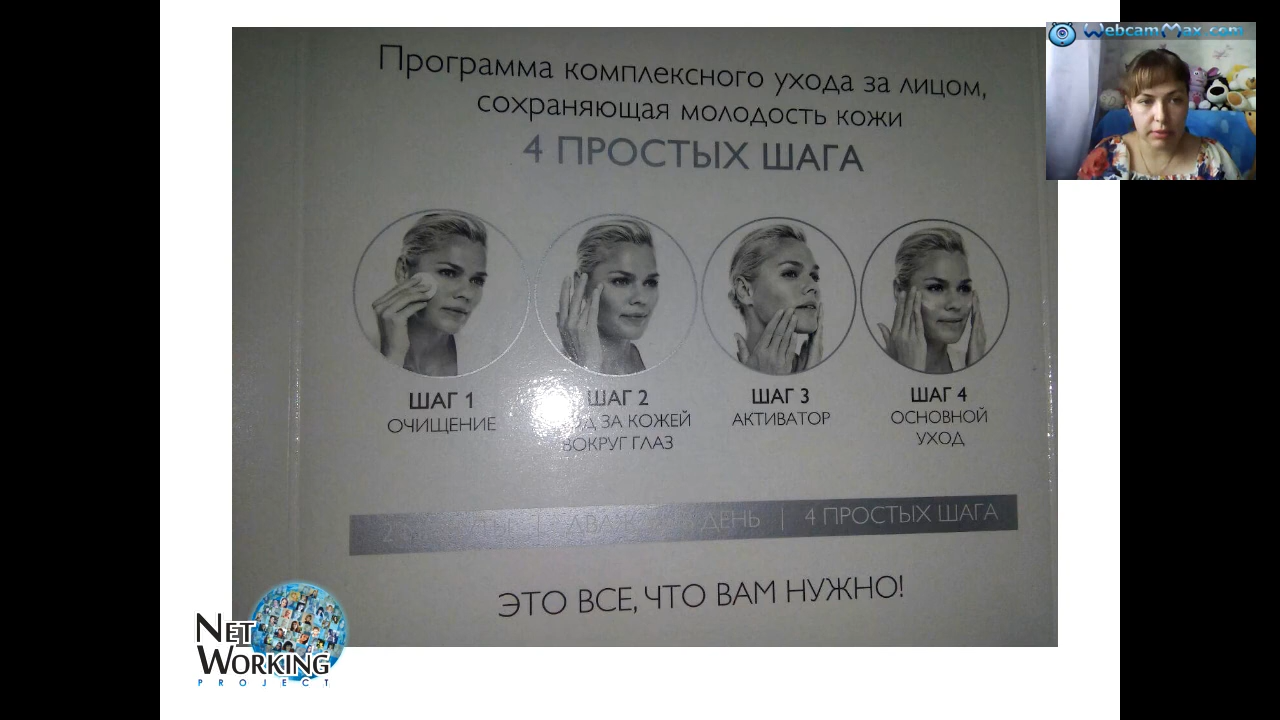 WebcamMax.com
Программа комплексного ухода за лицом,
сохраняющая молодость кожи
4 ПРОСТЫХ ШАГА
ШАГ 1
ОЧИЩЕНИЕ
ШАГ 2
ЗА КОЖЕЙ
ВОКРУГ ГЛАЗ
ШАГ 3
АКТИВАТОР
ШАГ 4
ОСНОВНОЙ
УХОД
2 | ДЕНЬ | 4 ПРОСТЫХ ШАГА
ЭТО ВСЕ, ЧТО ВАМ НУЖНО!
NET
WORKING
PROJECT